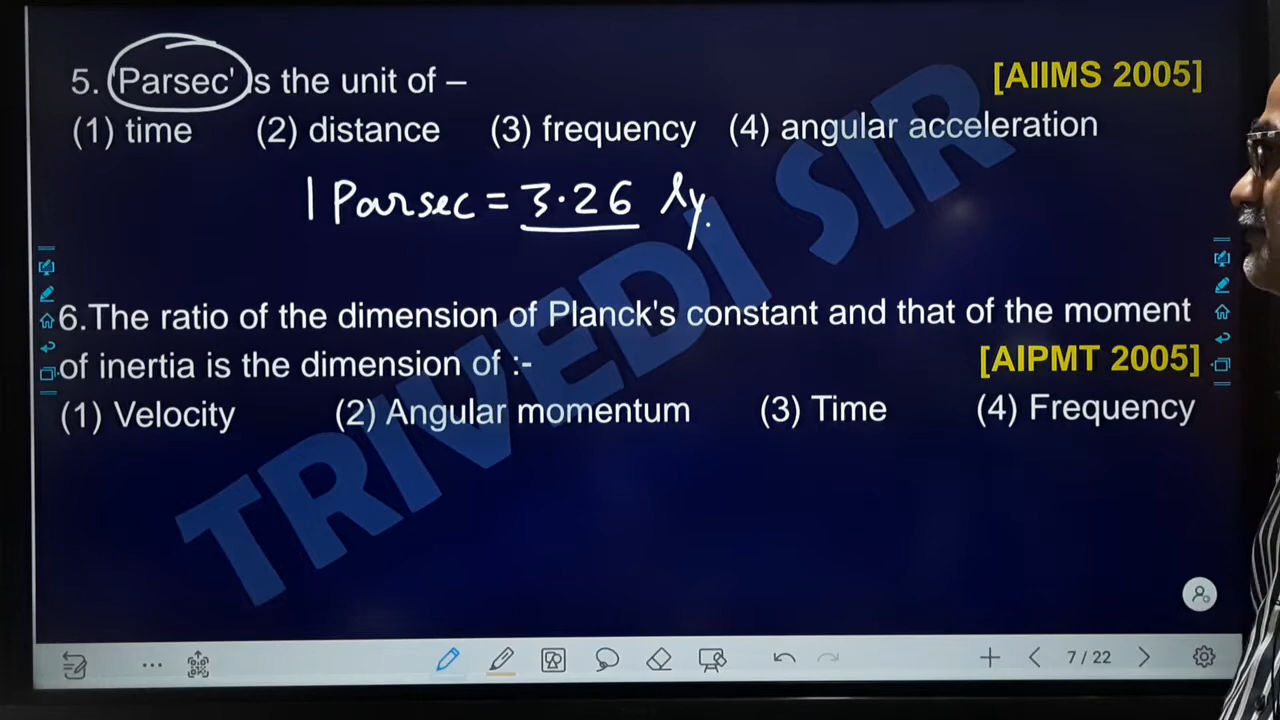 5. 'Parsec' is the unit of –
[AIIMS 2005]
(1) time (2) distance (3) frequency (4) angular acceleration
1 Parsec = 3.26 ly.
6.The ratio of the dimension of Planck's constant and that of the moment
of inertia is the dimension of :-
[AIPMT 2005]
(1) Velocity (2) Angular momentum (3) Time (4) Frequency
TRIVEDI SIR
7 / 22